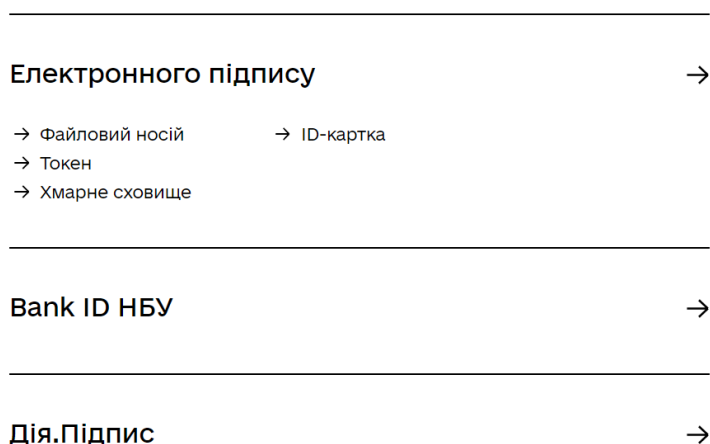 Електронного підпису
Файловий носій
ID-картка
Токен
Хмарне сховище
Bank ID НБУ
Дія.Підпис